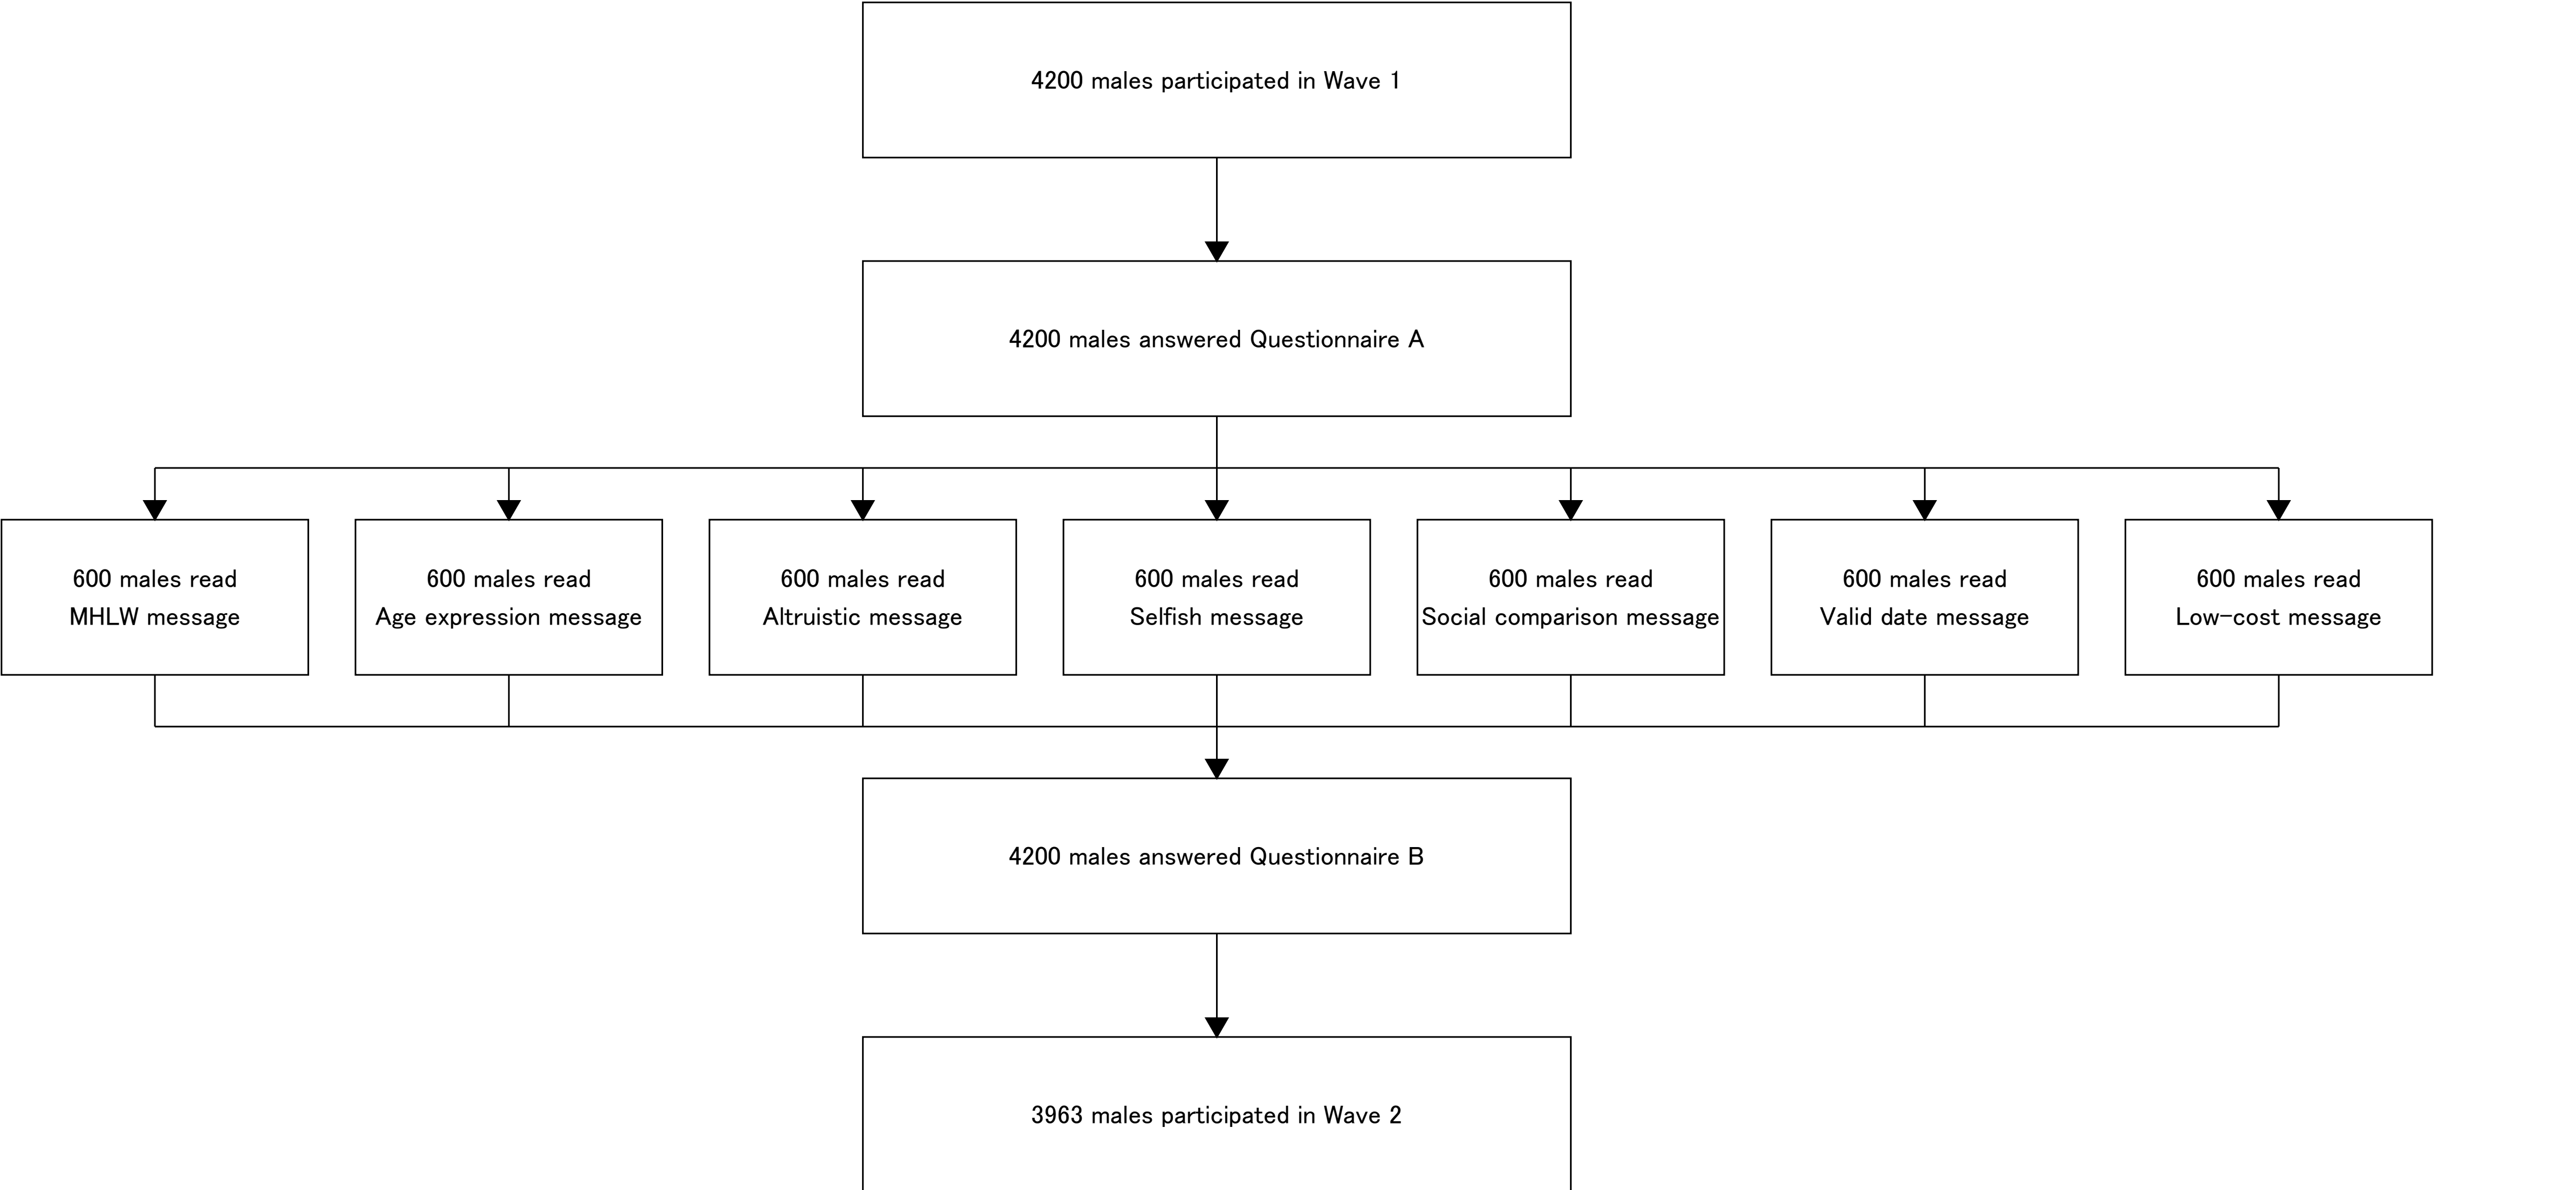 4200 males participated in Wave 1
4200 males answered Questionnaire A
600 males read
MHLW message
600 males read
Age expression message
600 males read
Altruistic message
600 males read
Selfish message
600 males read
Social comparison message
600 males read
Valid date message
600 males read
Low-cost message
4200 males answered Questionnaire B
3963 males participated in Wave 2